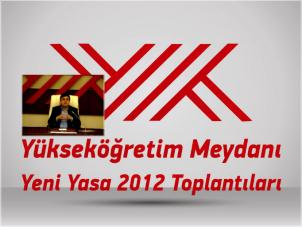 Yükseköğretim Meydanı
Yeni Yasa 2012 Toplantıları